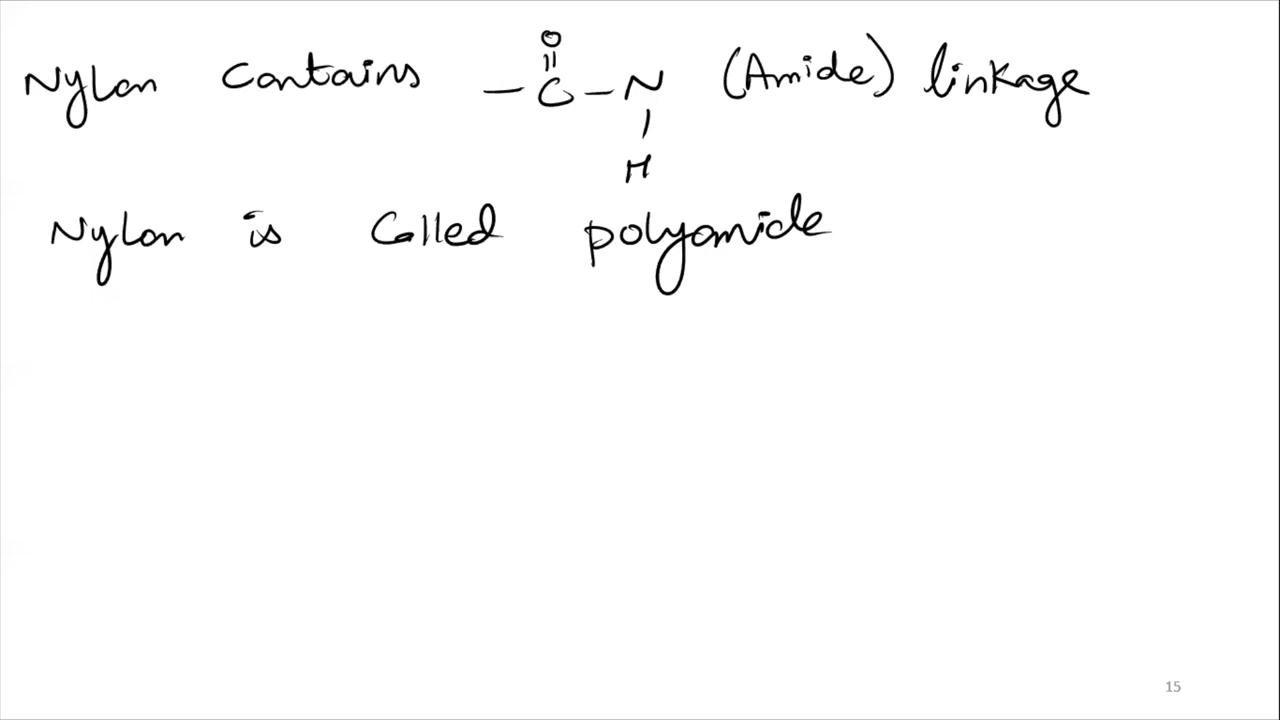 O
Nylon contains — C – N (Amide) linkage
H
Nylon is called polyamide
15